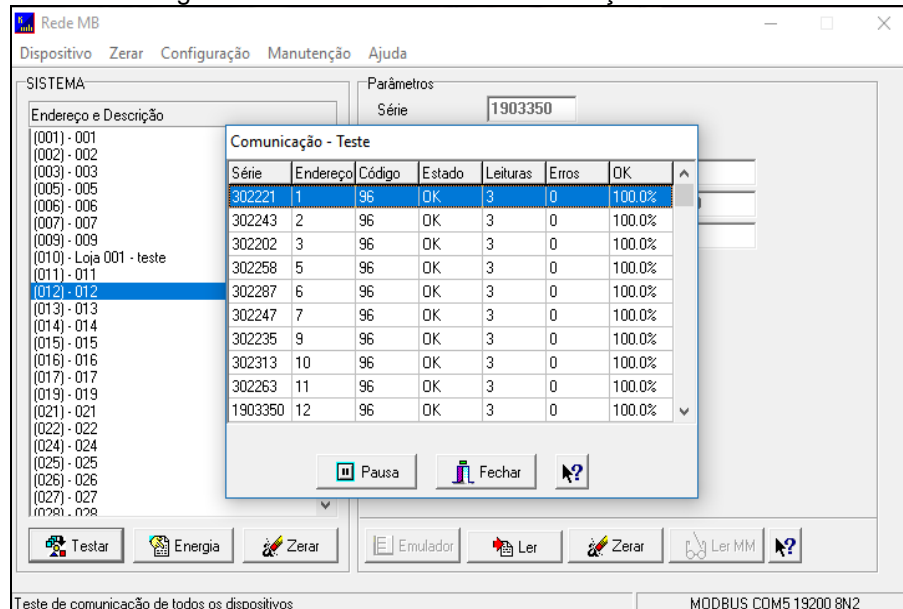 Rede MB
Dispositivo Zerar Configuração Manutenção Ajuda
SISTEMA
Endereço e Descrição
(001) - 001
(002) - 002
(003) - 003
(005) - 005
(006) - 006
(007) - 007
(009) - 009
(010) - Loja 001 - teste
(011) - 011
(012) - 012
(013) - 013
(014) - 014
(015) - 015
(016) - 016
(017) - 017
(019) - 019
(021) - 021
(022) - 022
(024) - 024
(025) - 025
(026) - 026
(027) - 027
(028) - 028
Testar Energia Zerar
Parâmetros
Série 1903350
Comunicação - Teste
Série Endereço Código Estado Leituras Erros OK
302221 1 96 OK 3 0 100.0%
302243 2 96 OK 3 0 100.0%
302202 3 96 OK 3 0 100.0%
302258 5 96 OK 3 0 100.0%
302287 6 96 OK 3 0 100.0%
302247 7 96 OK 3 0 100.0%
302235 9 96 OK 3 0 100.0%
302313 10 96 OK 3 0 100.0%
302263 11 96 OK 3 0 100.0%
1903350 12 96 OK 3 0 100.0%
Pausa Fechar ?
Emulador Ler Zerar Ler MM ?
Teste de comunicação de todos os dispositivos MODBUS COM5 19200 8N2